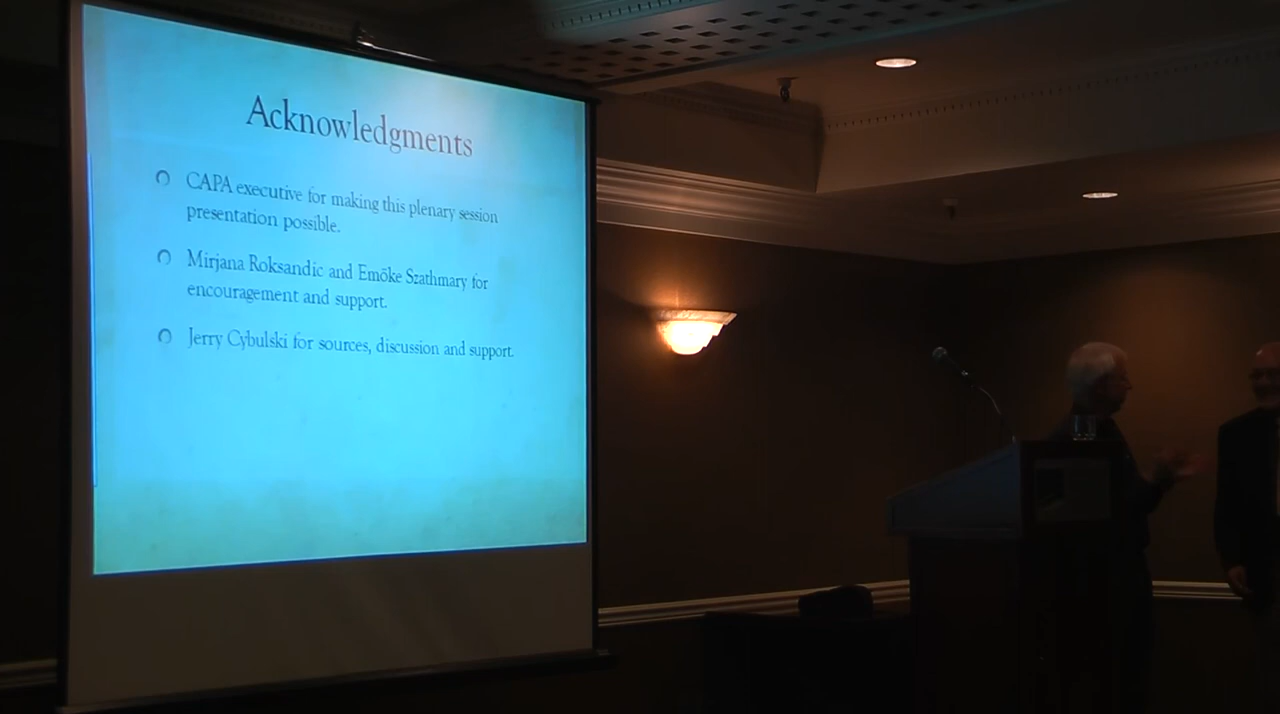 Acknowledgments
CAPA executive for making this plenary session
presentation possible.
Mirjana Roksandic and Emőke Szathmary for
encouragement and support.
Jerry Cybulski for sources, discussion and support.